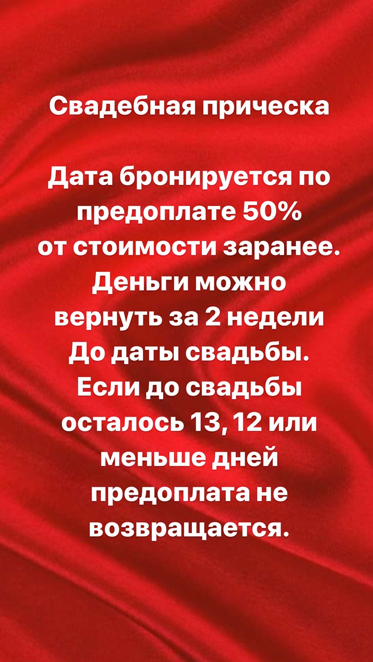 Свадебная прическа
Дата бронируется по
предоплате 50%
от стоимости заранее.
Деньги можно
вернуть за 2 недели
До даты свадьбы.
Если до свадьбы
осталось 13, 12 или
меньше дней
предоплата не
возвращается.